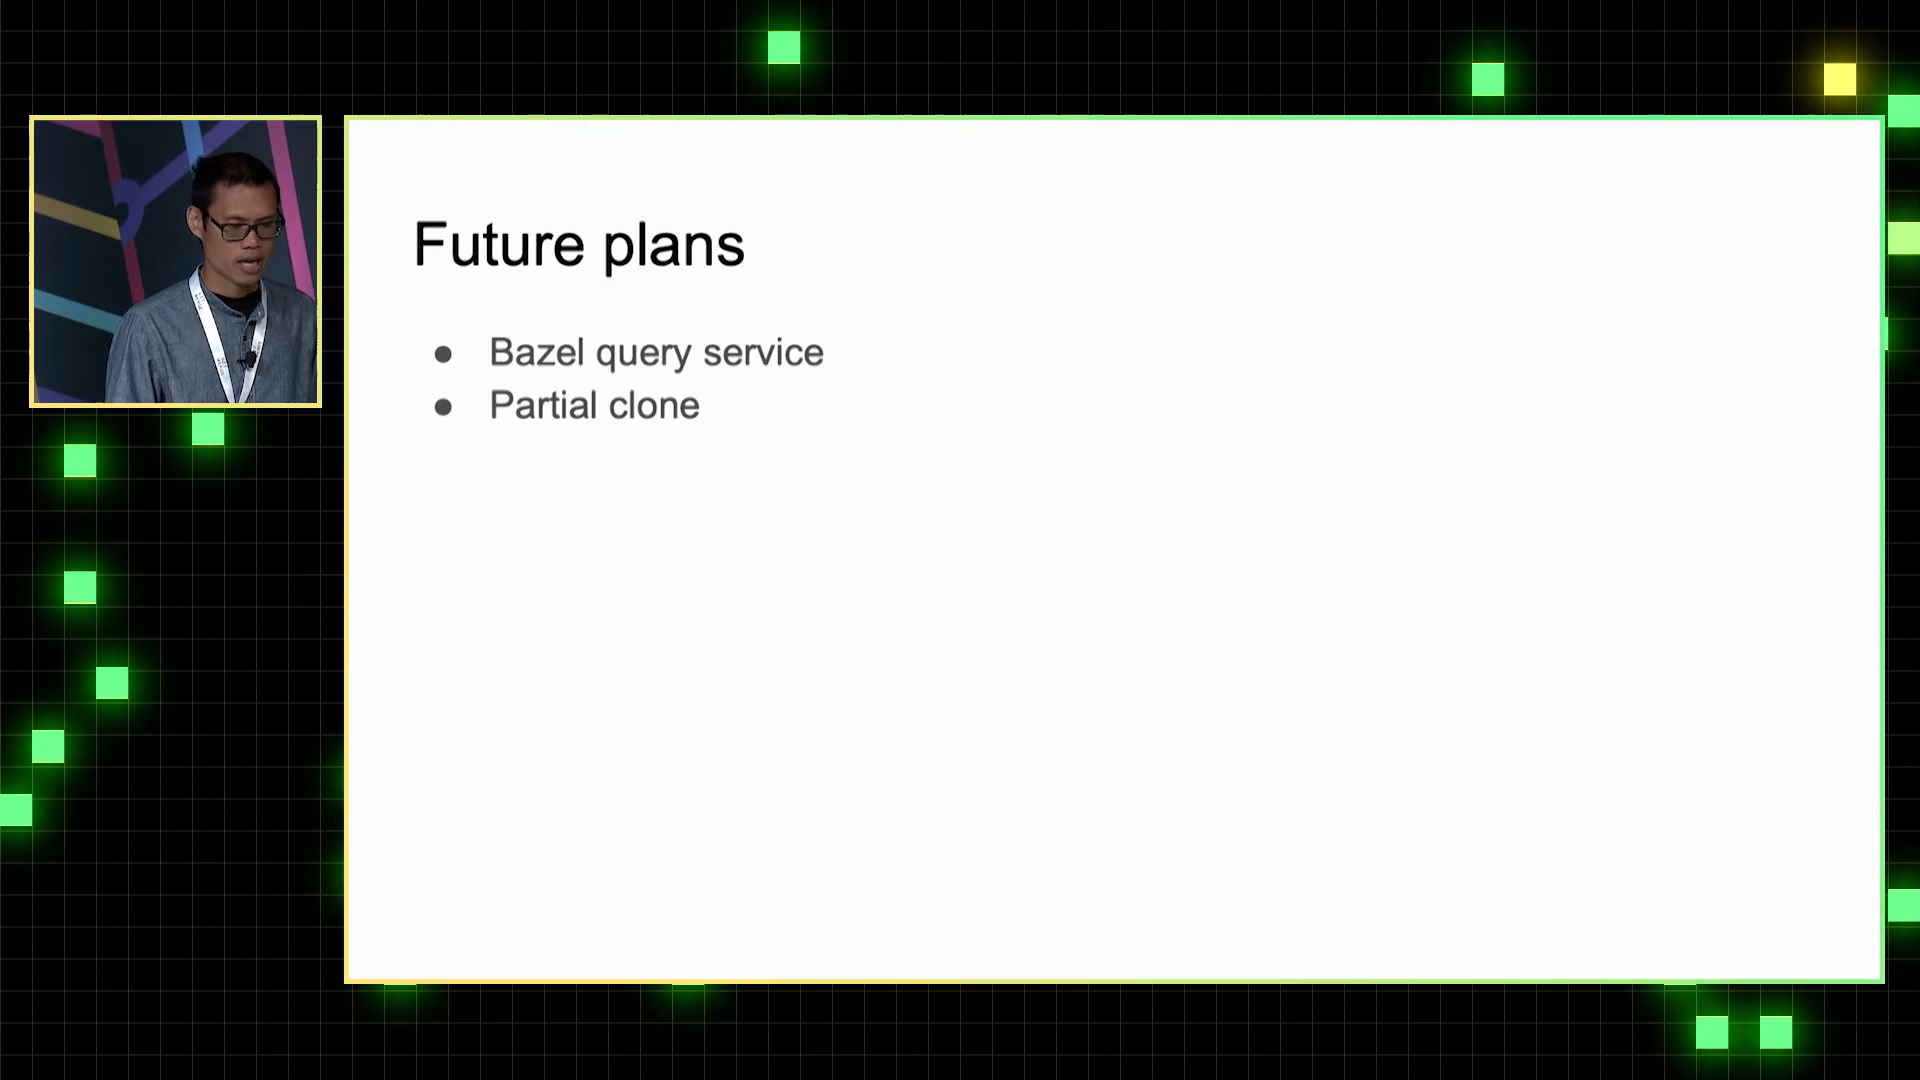 Future plans
● Bazel query service
● Partial clone